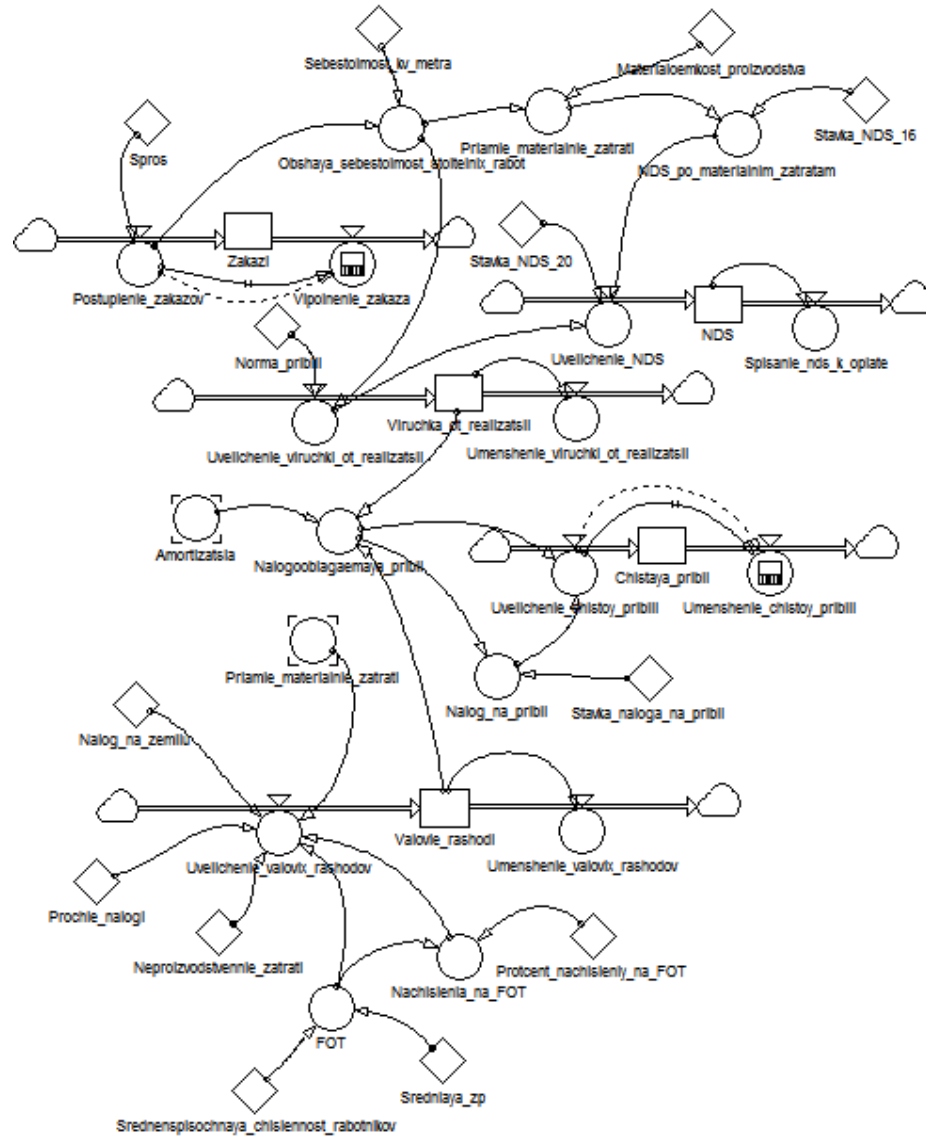 Sebestoimost_kv_metra
Materialoemkost_proizvodstva
Spros
Obshaya_sebestoimost_stoitelnix_rabot
Priamie_materialnie_zatrati
Stavka_NDS_16
NDS_po_materialnim_zatratam
Zakazi
Stavka_NDS_20
Postuplenie_zakazov
Vipolnenie_zakaza
NDS
Norma_pribili
Uvelichenie_NDS
Spisanie_nds_k_oplate
Viruchka_ot_realizatsii
Uvelichenie_viruchki_ot_realizatsii
Umenshenie_viruchki_ot_realizatsii
Amortizatsia
Nalogooblagaemaya_pribil
Chistaya_pribil
Uvelichenie_chistoy_pribili
Umenshenie_chistoy_pribili
Priamie_materialnie_zatrati
Nalog_na_pribil
Stavka_naloga_na_pribil
Nalog_na_zemliu
Valovie_rashodi
Uvelichenie_valovix_rashodov
Umenshenie_valovix_rashodov
Prochie_nalogi
Neproizvodstvennie_zatrati
Nachislenia_na_FOT
Protcent_nachisleniy_na_FOT
FOT
Sredniaya_zp
Srednenspisochnaya_chislennost_rabotnikov